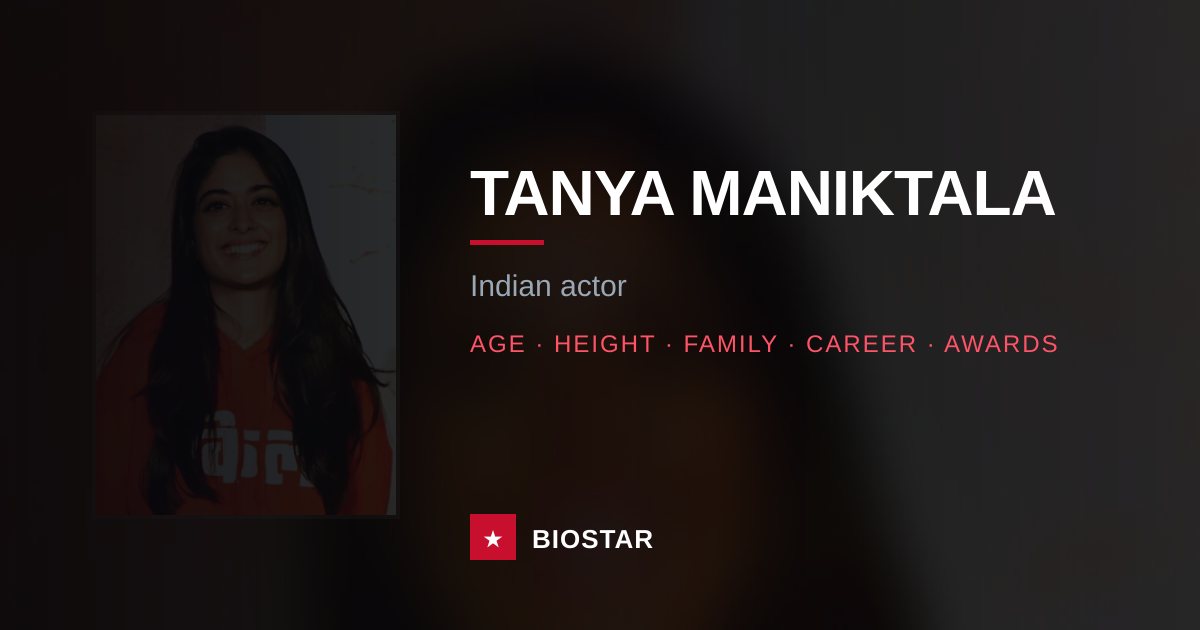 TANYA MANIKTALA
Indian actor
AGE · HEIGHT · FAMILY · CAREER · AWARDS
★ BIOSTAR